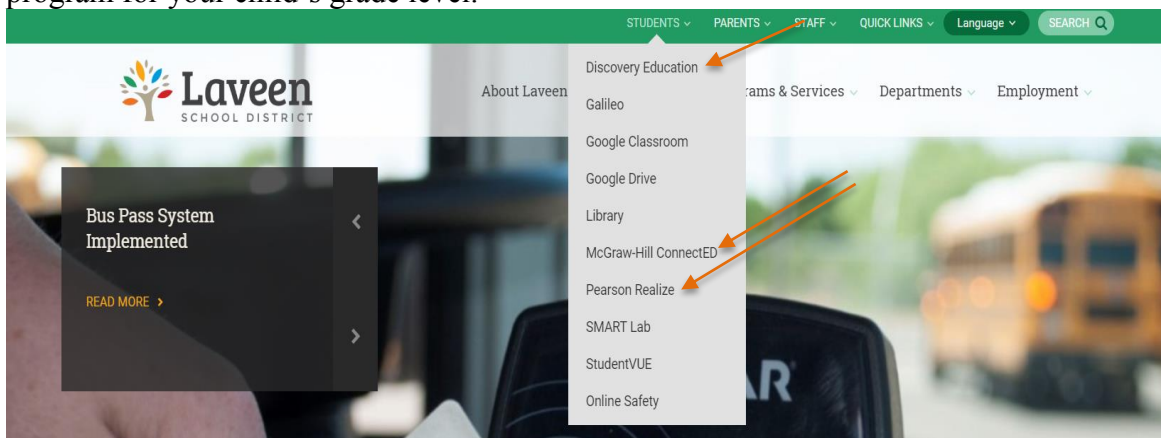 program for your child's grade level.
STUDENTS PARENTS STAFF QUICK LINKS Language SEARCH
Laveen
SCHOOL DISTRICT
About Laveen rams & Services Departments Employment
Discovery Education
Galileo
Google Classroom
Google Drive
Library
McGraw-Hill ConnectED
Pearson Realize
SMART Lab
StudentVUE
Online Safety
Bus Pass System
Implemented
READ MORE
AR